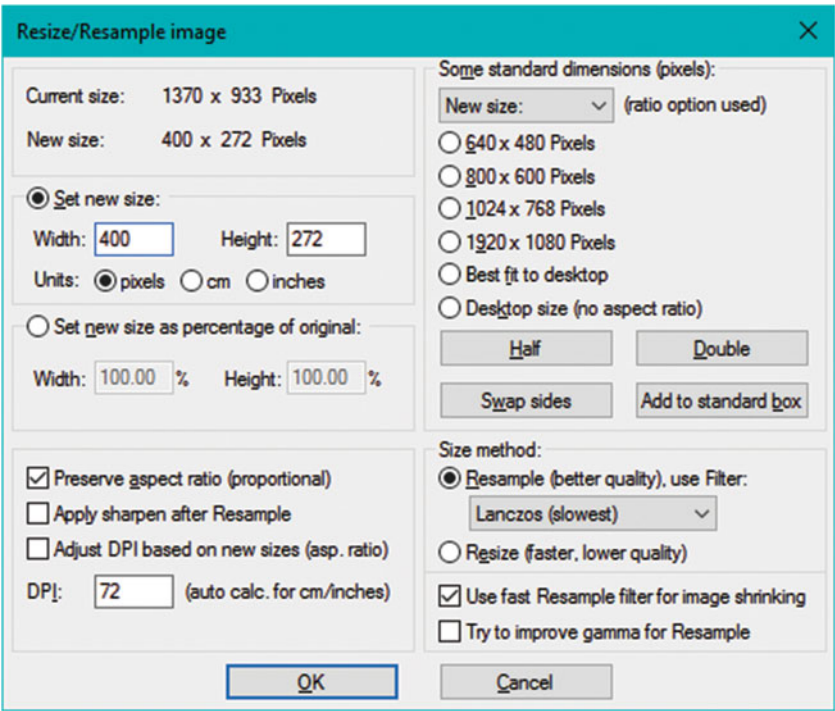 Resize/Resample image
Current size: 1370 x 933 Pixels
New size: 400 x 272 Pixels
Set new size:
Width: 400 Height: 272
Units: pixels cm inches
Set new size as percentage of original:
Width: 100.00 % Height: 100.00 %
Preserve aspect ratio (proportional)
Apply sharpen after Resample
Adjust DPI based on new sizes (asp. ratio)
DPI: 72 (auto calc. for cm/inches)
Some standard dimensions (pixels):
New size: (ratio option used)
640 x 480 Pixels
800 x 600 Pixels
1024 x 768 Pixels
1920 x 1080 Pixels
Best fit to desktop
Desktop size (no aspect ratio)
Half Double
Swap sides Add to standard box
Size method:
Resample (better quality), use Filter:
Lanczos (slowest)
Resize (faster, lower quality)
Use fast Resample filter for image shrinking
Try to improve gamma for Resample
OK Cancel